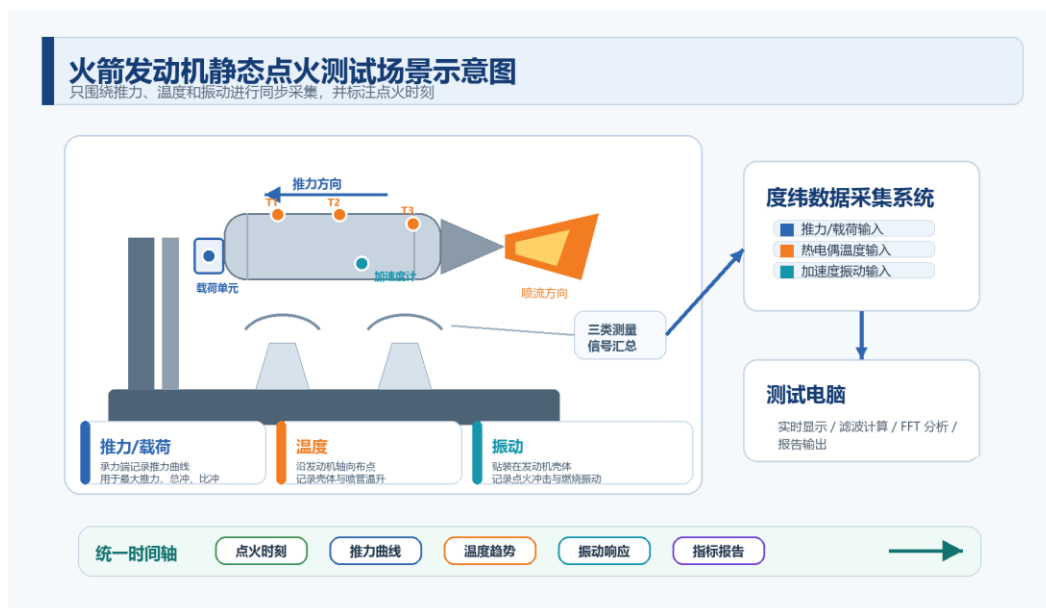 火箭发动机静态点火测试场景示意图
只围绕推力、温度和振动进行同步采集，并标注点火时刻
推力方向
T1
T2
T3
加速度计
载荷单元
喷流方向
三类测量
信号汇总
度纬数据采集系统
推力/载荷输入
热电偶温度输入
加速度振动输入
测试电脑
实时显示 / 滤波计算 / FFT 分析 /
报告输出
推力/载荷
承力端记录推力曲线
用于最大推力、总冲、比冲
温度
沿发动机轴向布点
记录壳体与喷管温升
振动
贴装在发动机壳体
记录点火冲击与燃烧振动
统一时间轴
点火时刻
推力曲线
温度趋势
振动响应
指标报告